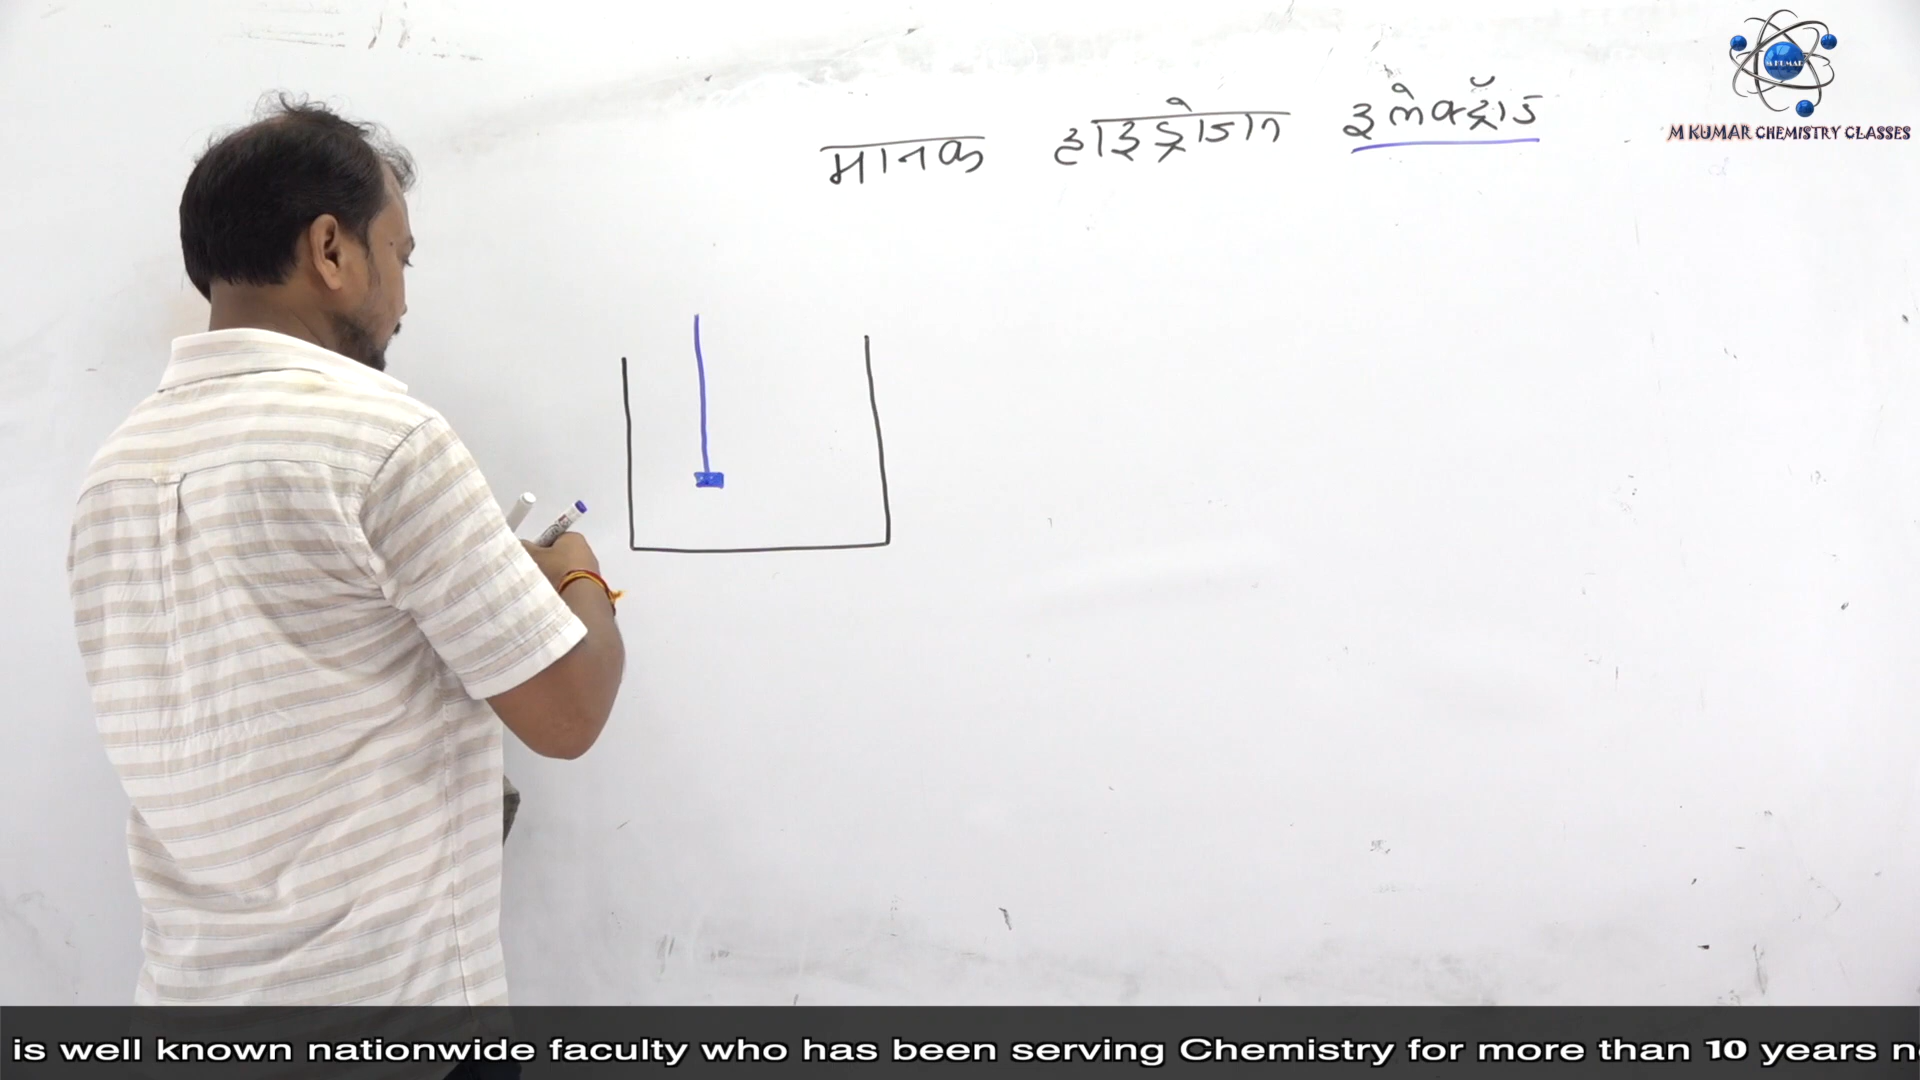 मानक हाइड्रोजन इलेक्ट्रॉड
M KUMAR
M KUMAR CHEMISTRY CLASSES
is well known nationwide faculty who has been serving Chemistry for more than 10 years n